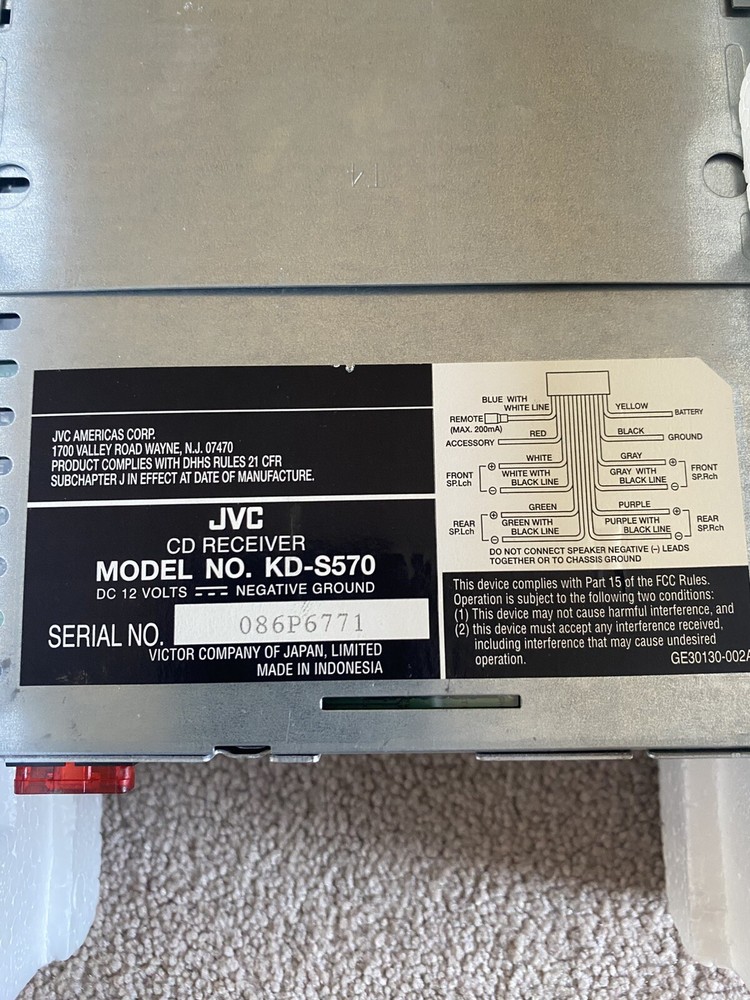 JVC AMERICAS CORP.
1700 VALLEY ROAD WAYNE, N.J. 07470
PRODUCT COMPLIES WITH DHHS RULES 21 CFR
SUBCHAPTER J IN EFFECT AT DATE OF MANUFACTURE.
JVC
CD RECEIVER
MODEL NO. KD-S570
DC 12 VOLTS NEGATIVE GROUND
SERIAL NO. 086P6771
VICTOR COMPANY OF JAPAN, LIMITED
MADE IN INDONESIA
BLUE WITH
WHITE LINE
REMOTE
(MAX. 200mA)
ACCESSORY
RED
WHITE
FRONT
SP.Lch
WHITE WITH
BLACK LINE
GREEN
REAR
SP.Lch
GREEN WITH
BLACK LINE
YELLOW
BATTERY
BLACK
GROUND
GRAY
GRAY WITH
BLACK LINE
FRONT
SP.Rch
PURPLE
PURPLE WITH
BLACK LINE
REAR
SP.Rch
DO NOT CONNECT SPEAKER NEGATIVE (–) LEADS
TOGETHER OR TO CHASSIS GROUND
This device complies with Part 15 of the FCC Rules.
Operation is subject to the following two conditions:
(1) This device may not cause harmful interference, and
(2) this device must accept any interference received,
including interference that may cause undesired
operation.
GE30130-002A